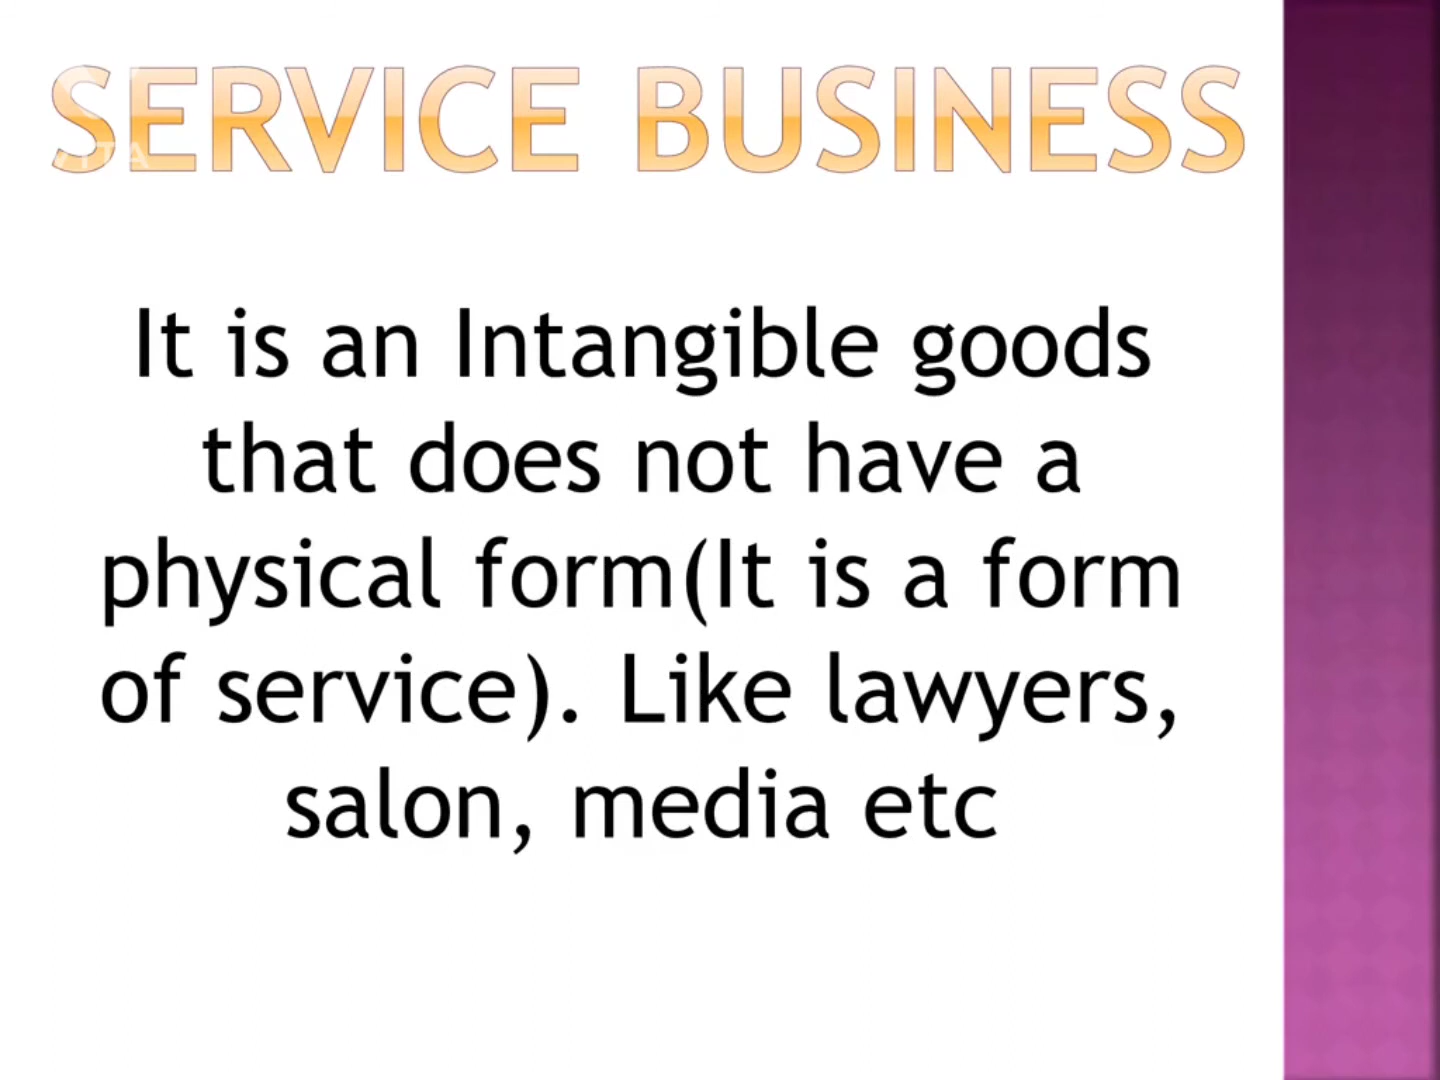 SERVICE BUSINESS
VITA
It is an Intangible goods
that does not have a
physical form(It is a form
of service). Like lawyers,
salon, media etc